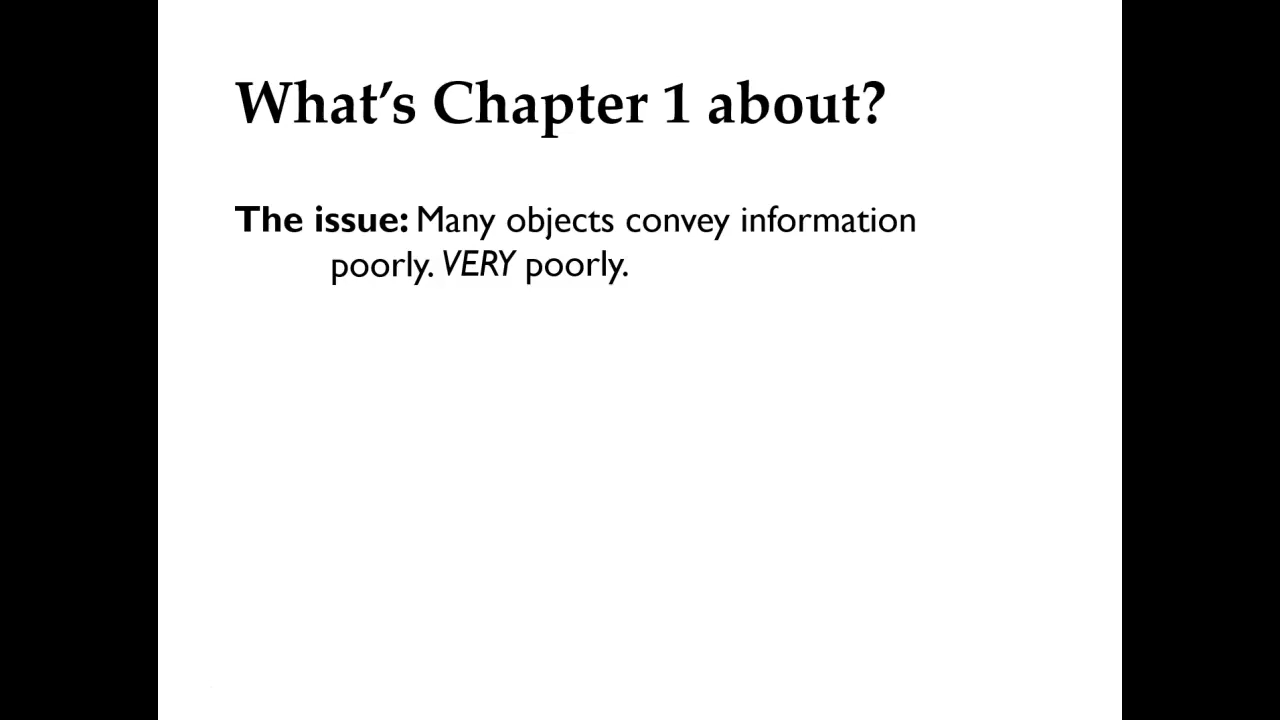 What’s Chapter 1 about?
The issue: Many objects convey information
poorly. VERY poorly.